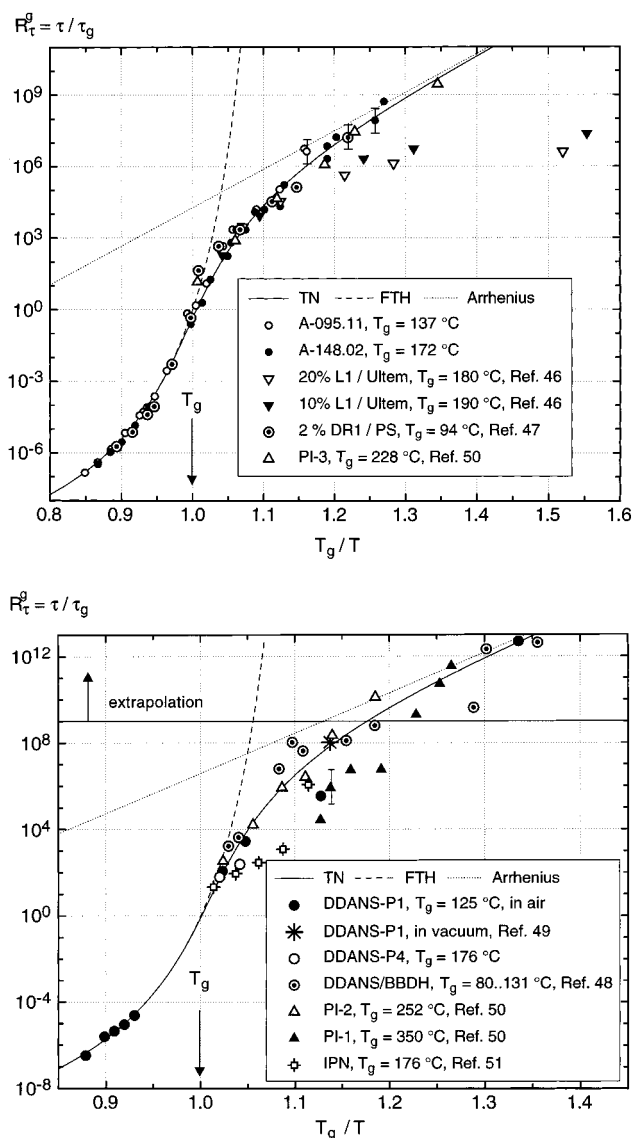 R_τ^g = τ / τ_g
10^9
10^6
10^3
10^0
10^-3
10^-6
T_g
TN FTH Arrhenius
A-095.11, T_g = 137 °C
A-148.02, T_g = 172 °C
20% L1 / Ultem, T_g = 180 °C, Ref. 46
10% L1 / Ultem, T_g = 190 °C, Ref. 46
2 % DR1 / PS, T_g = 94 °C, Ref. 47
PI-3, T_g = 228 °C, Ref. 50
0.8 0.9 1.0 1.1 1.2 1.3 1.4 1.5 1.6
T_g / T
R_τ^g = τ / τ_g
10^12
extrapolation
10^8
10^4
10^0
10^-4
10^-8
T_g
TN FTH Arrhenius
DDANS-P1, T_g = 125 °C, in air
DDANS-P1, in vacuum, Ref. 49
DDANS-P4, T_g = 176 °C
DDANS/BBDH, T_g = 80..131 °C, Ref. 48
PI-2, T_g = 252 °C, Ref. 50
PI-1, T_g = 350 °C, Ref. 50
IPN, T_g = 176 °C, Ref. 51
0.9 1.0 1.1 1.2 1.3 1.4
T_g / T